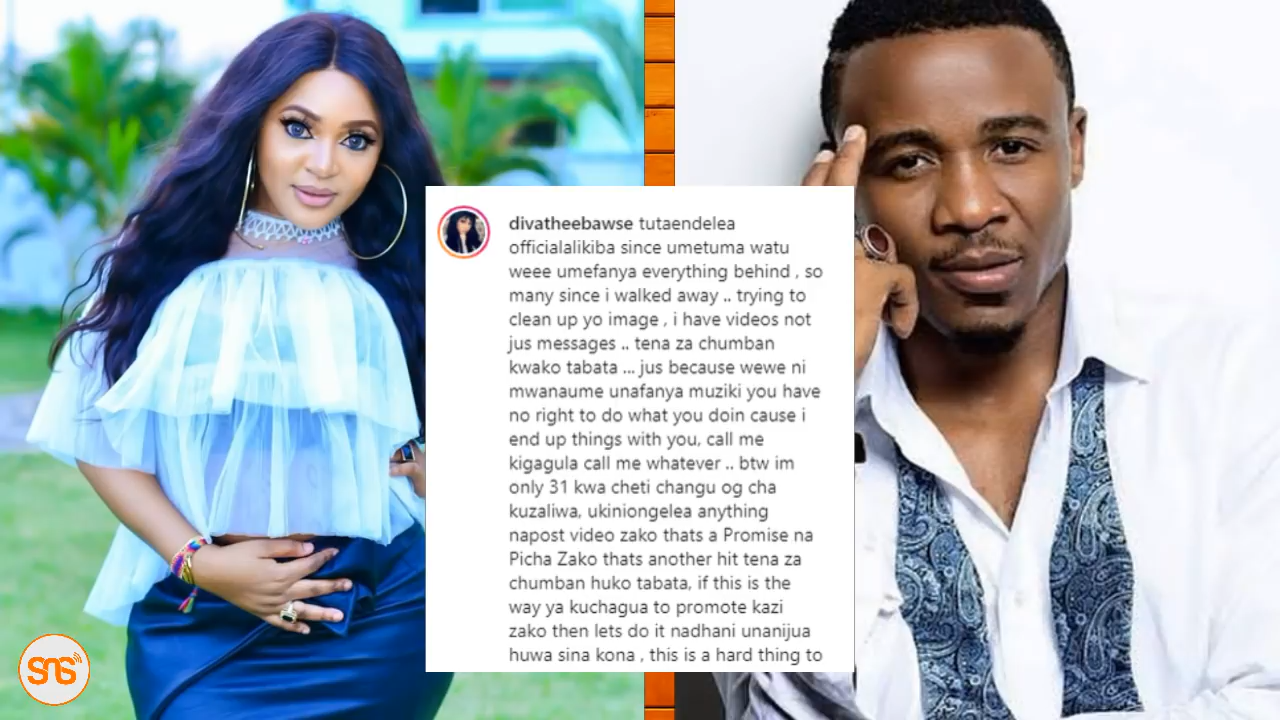 divatheebawse tutaendelea
officialalikiba since umetuma watu
weee umefanya everything behind , so
many since i walked away .. trying to
clean up yo image , i have videos not
jus messages .. tena za chumban
kwako tabata ... jus because wewe ni
mwanaume unafanya muziki you have
no right to do what you doin cause i
end up things with you, call me
kigagula call me whatever .. btw im
only 31 kwa cheti changu og cha
kuzaliwa, ukiniongelea anything
napost video zako thats a Promise na
Picha Zako thats another hit tena za
chumban huko tabata, if this is the
way ya kuchagua to promote kazi
zako then lets do it nadhani unanijua
huwa sina kona , this is a hard thing to
SnS